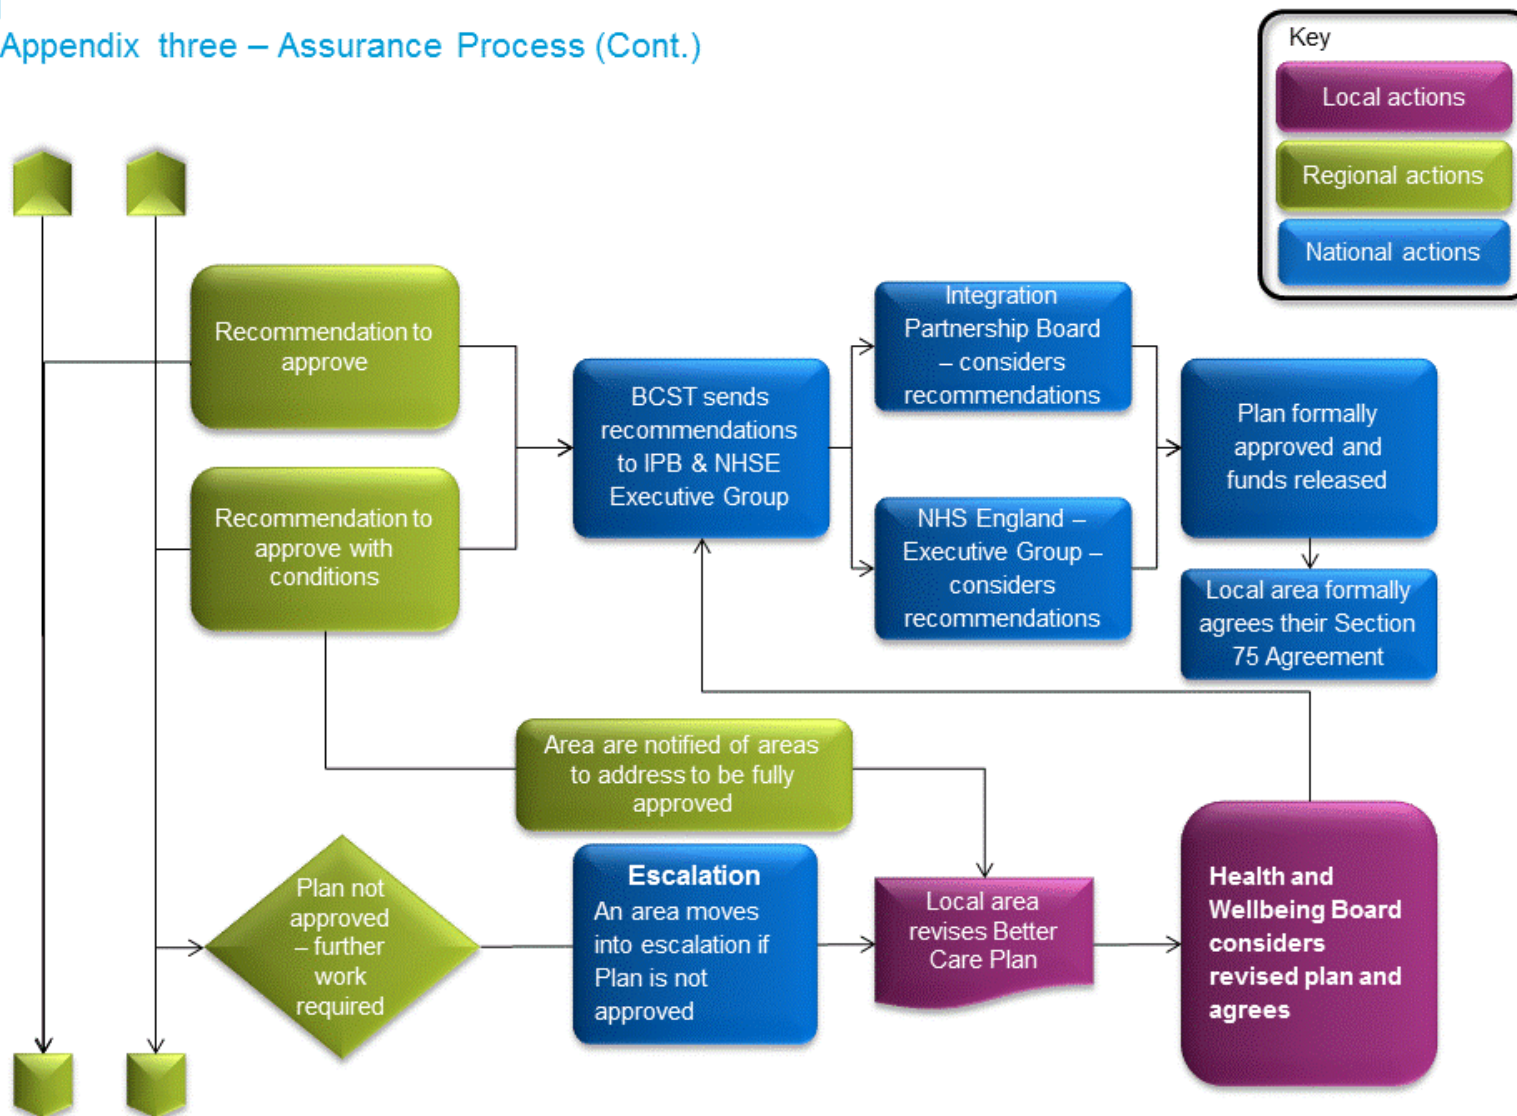 Appendix three – Assurance Process (Cont.)
Key
Local actions
Regional actions
National actions
Recommendation to
approve
Recommendation to
approve with
conditions
BCST sends
recommendations
to IPB & NHSE
Executive Group
Integration
Partnership Board
– considers
recommendations
NHS England –
Executive Group –
considers
recommendations
Plan formally
approved and
funds released
Local area formally
agrees their Section
75 Agreement
Area are notified of areas
to address to be fully
approved
Plan not
approved
– further
work
required
Escalation
An area moves
into escalation if
Plan is not
approved
Local area
revises Better
Care Plan
Health and
Wellbeing Board
considers
revised plan and
agrees